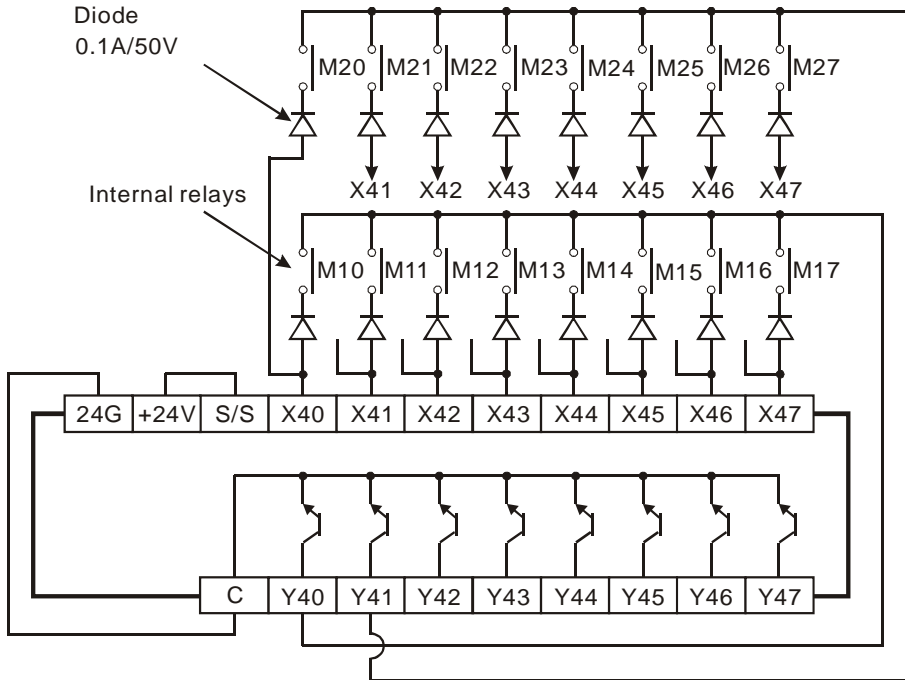 Diode
0.1A/50V
M20 M21 M22 M23 M24 M25 M26 M27
X41 X42 X43 X44 X45 X46 X47
Internal relays
M10 M11 M12 M13 M14 M15 M16 M17
24G +24V S/S X40 X41 X42 X43 X44 X45 X46 X47
C Y40 Y41 Y42 Y43 Y44 Y45 Y46 Y47